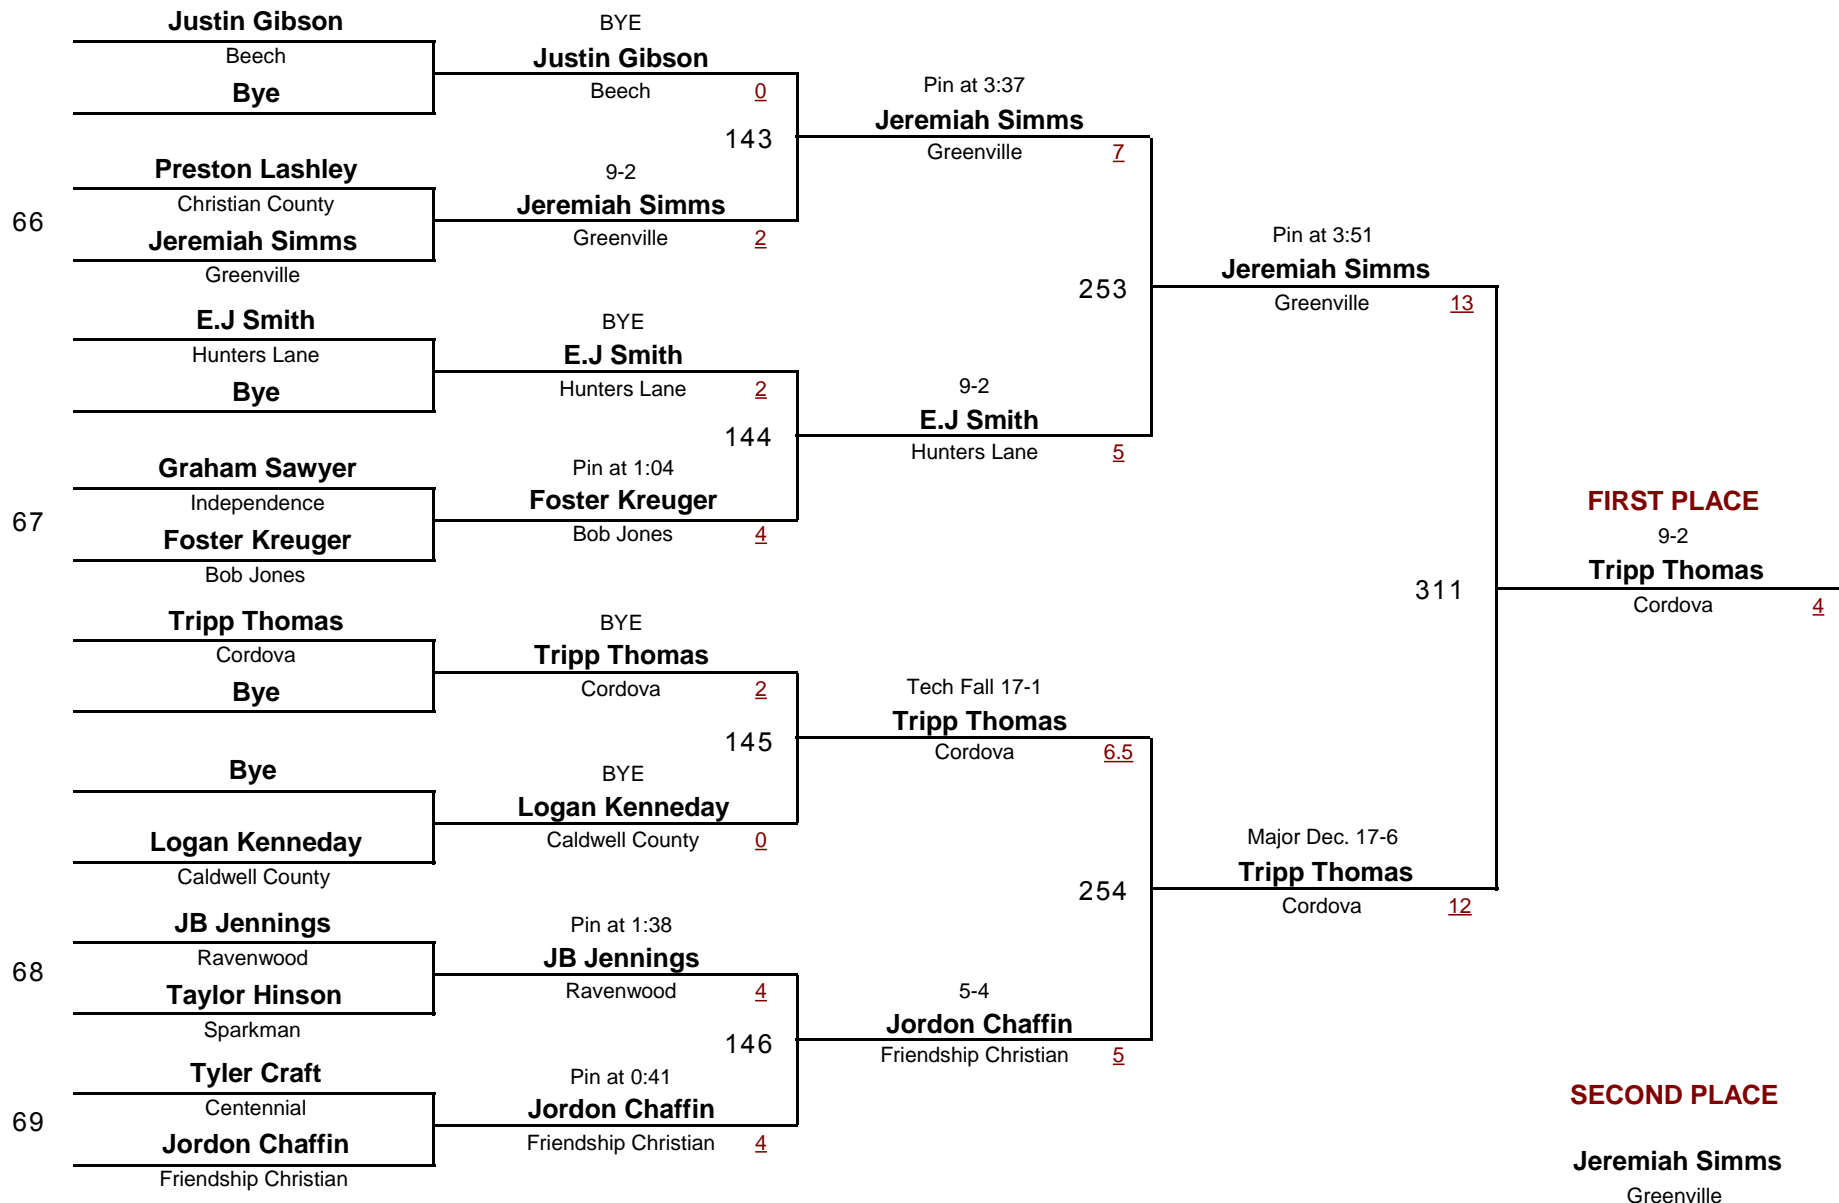 Justin Gibson
Beech
Bye
66
Preston Lashley
Christian County
Jeremiah Simms
Greenville
E.J Smith
Hunters Lane
Bye
67
Graham Sawyer
Independence
Foster Kreuger
Bob Jones
Tripp Thomas
Cordova
Bye
Bye
Logan Kenneday
Caldwell County
68
JB Jennings
Ravenwood
Taylor Hinson
Sparkman
69
Tyler Craft
Centennial
Jordon Chaffin
Friendship Christian
BYE
Justin Gibson
Beech 0
143
9-2
Jeremiah Simms
Greenville 2
BYE
E.J Smith
Hunters Lane 2
144
Pin at 1:04
Foster Kreuger
Bob Jones 4
BYE
Tripp Thomas
Cordova 2
145
BYE
Logan Kenneday
Caldwell County 0
Pin at 1:38
JB Jennings
Ravenwood 4
146
Pin at 0:41
Jordon Chaffin
Friendship Christian 4
Pin at 3:37
Jeremiah Simms
Greenville 7
253
9-2
E.J Smith
Hunters Lane 5
Tech Fall 17-1
Tripp Thomas
Cordova 6.5
254
5-4
Jordon Chaffin
Friendship Christian 5
Pin at 3:51
Jeremiah Simms
Greenville 13
311
Major Dec. 17-6
Tripp Thomas
Cordova 12
FIRST PLACE
9-2
Tripp Thomas
Cordova 4
SECOND PLACE
Jeremiah Simms
Greenville